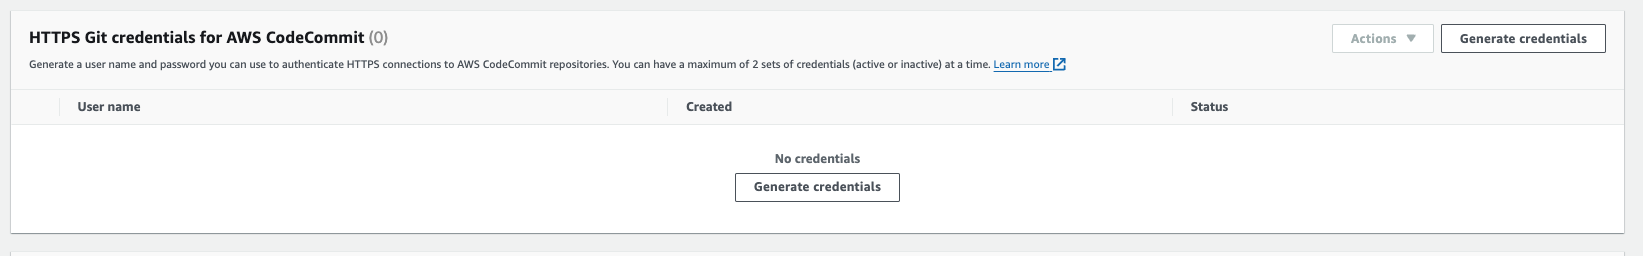 HTTPS Git credentials for AWS CodeCommit (0)
Actions
Generate credentials
Generate a user name and password you can use to authenticate HTTPS connections to AWS CodeCommit repositories. You can have a maximum of 2 sets of credentials (active or inactive) at a time. Learn more
User name
Created
Status
No credentials
Generate credentials